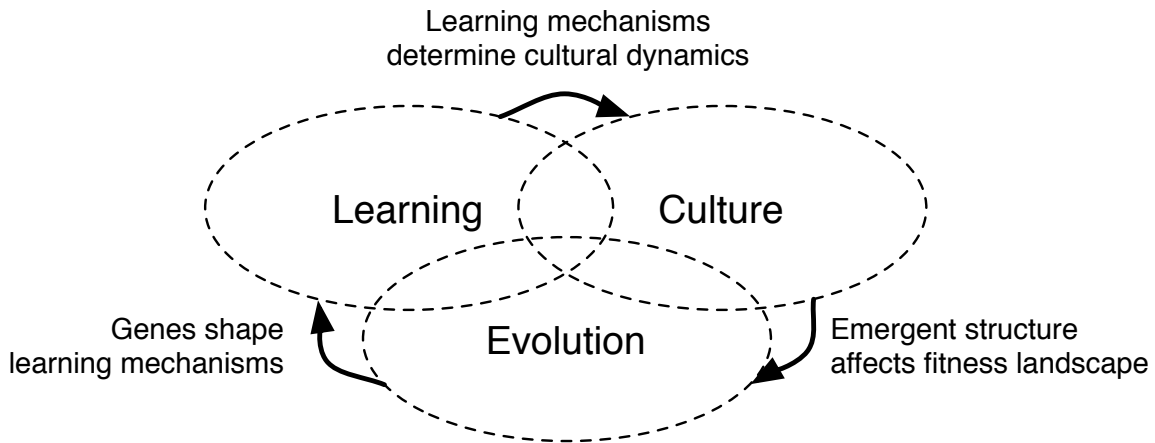 Learning mechanisms
determine cultural dynamics
Learning
Culture
Genes shape
learning mechanisms
Evolution
Emergent structure
affects fitness landscape